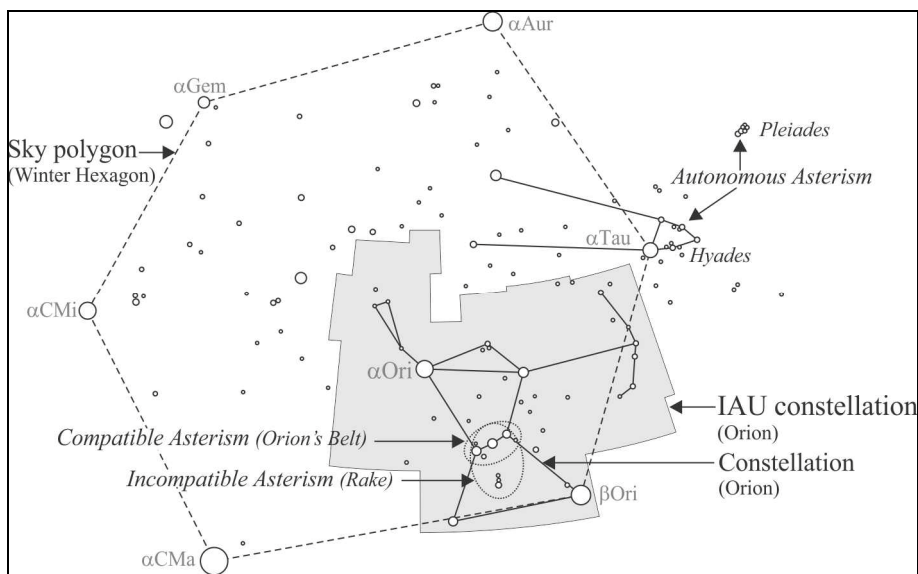 αAur
αGem
Pleiades
Sky polygon
(Winter Hexagon)
Autonomous Asterism
αTau
Hyades
αCMi
αOri
IAU constellation
(Orion)
Compatible Asterism (Orion's Belt)
Constellation
(Orion)
Incompatible Asterism (Rake)
βOri
αCMa